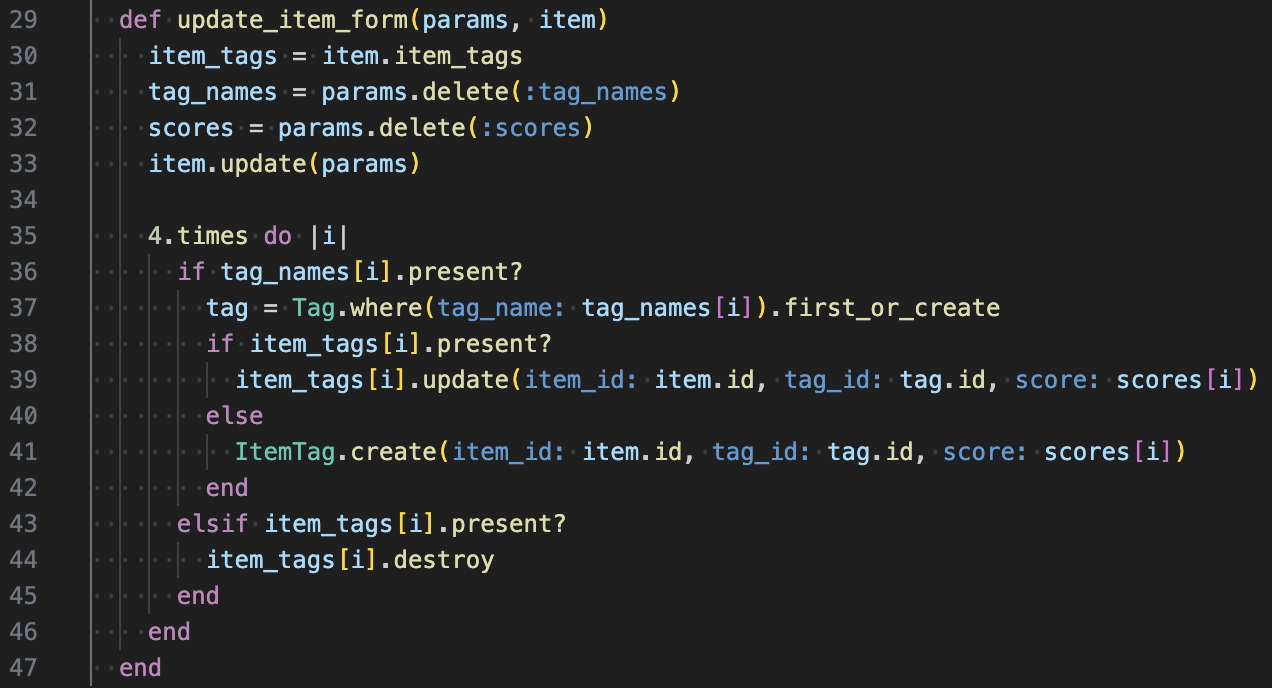 29 def update_item_form(params, item)
30 item_tags = item.item_tags
31 tag_names = params.delete(:tag_names)
32 scores = params.delete(:scores)
33 item.update(params)
34
35 4.times do |i|
36 if tag_names[i].present?
37 tag = Tag.where(tag_name: tag_names[i]).first_or_create
38 if item_tags[i].present?
39 item_tags[i].update(item_id: item.id, tag_id: tag.id, score: scores[i])
40 else
41 ItemTag.create(item_id: item.id, tag_id: tag.id, score: scores[i])
42 end
43 elsif item_tags[i].present?
44 item_tags[i].destroy
45 end
46 end
47 end